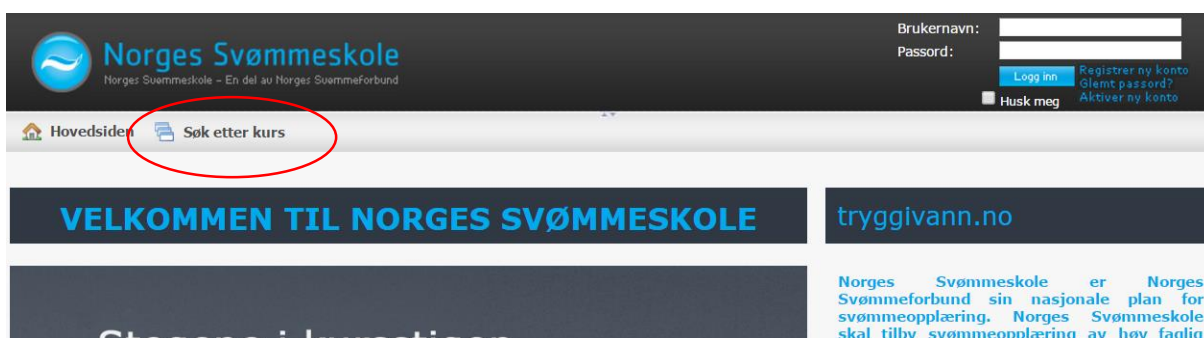 Brukernavn:
Passord:
Norges Svømmeskole
Norges Svømmeskole - En del av Norges Svømmeforbund
Logg inn
Registrer ny konto
Glemt passord?
Husk meg
Aktiver ny konto
Hovedsiden
Søk etter kurs
VELKOMMEN TIL NORGES SVØMMESKOLE
tryggivann.no
Norges Svømmeskole er Norges
Svømmeforbund sin nasjonale plan for
svømmeopplæring. Norges Svømmeskole
skal tilby svømmeopplæring av høy faglig
Stegene i kursstigen